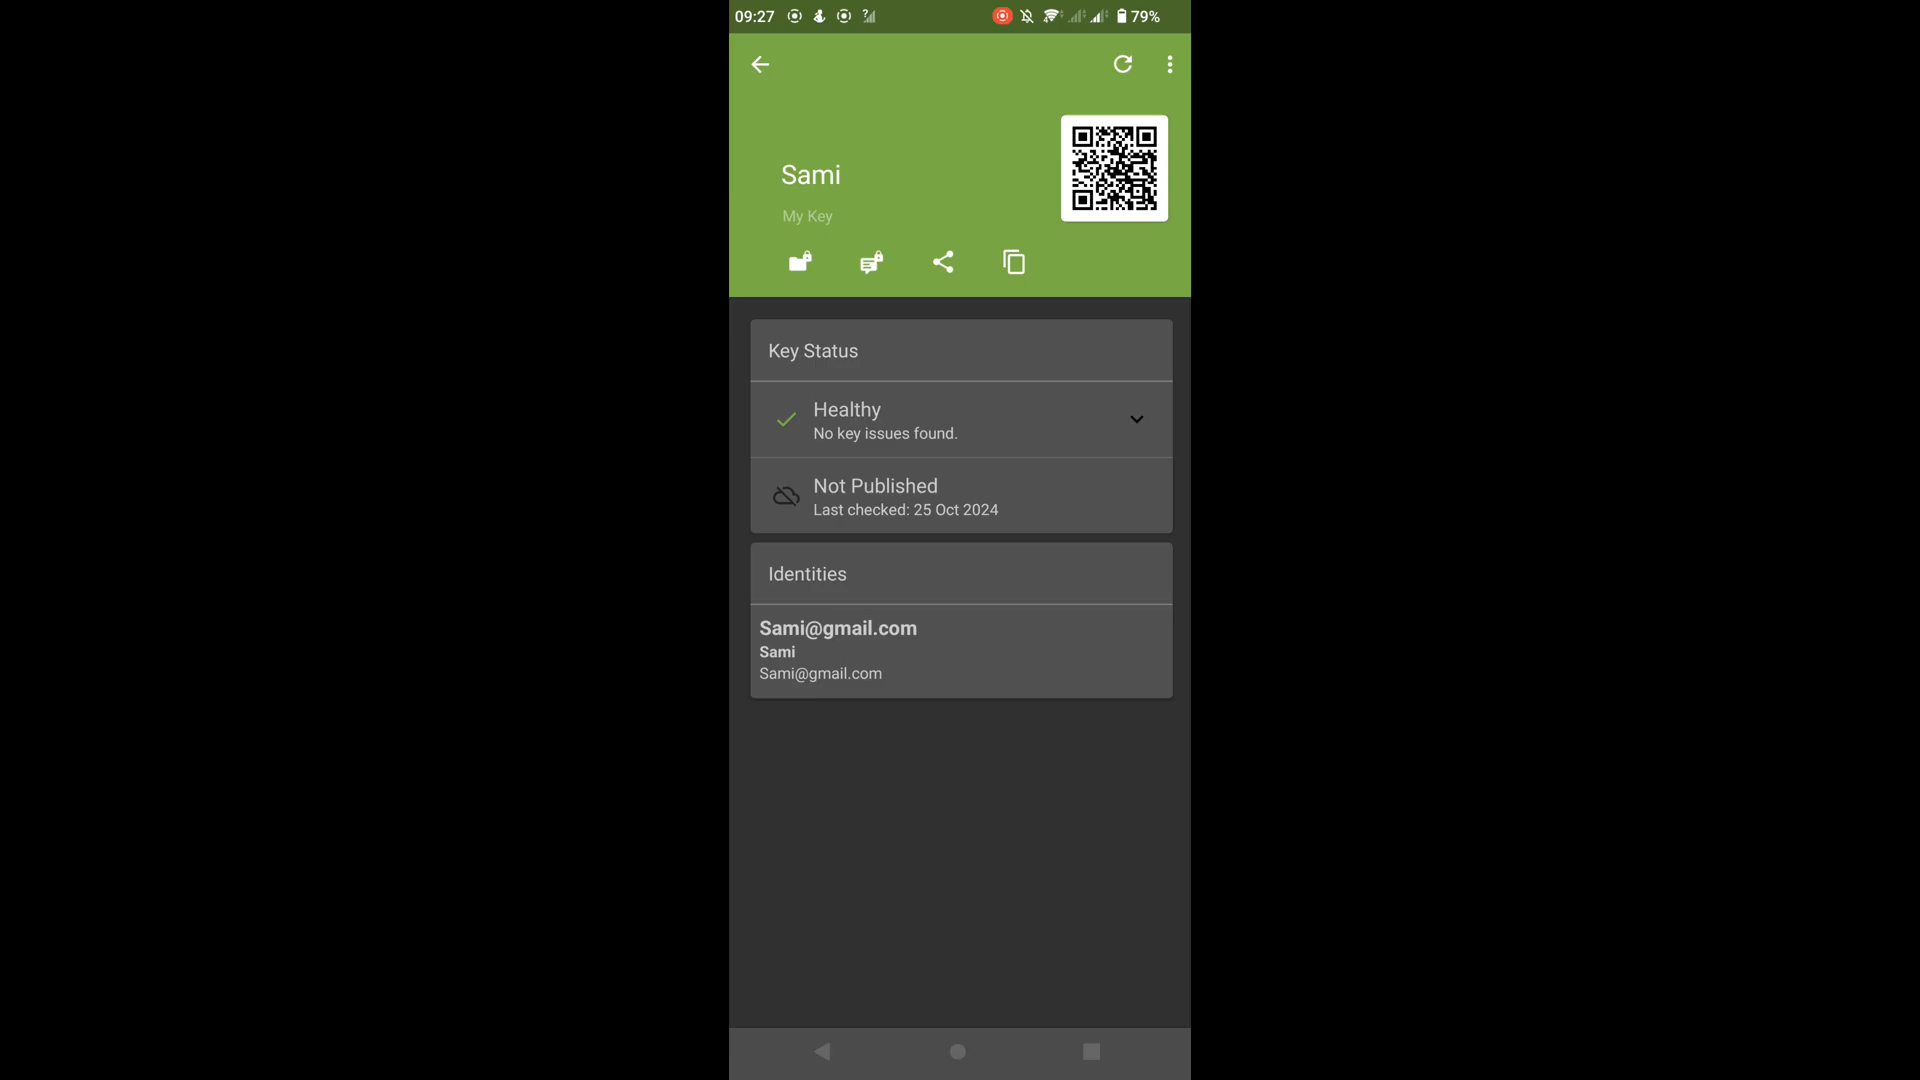 09:27
79%
Sami
My Key
Key Status
Healthy
No key issues found.
Not Published
Last checked: 25 Oct 2024
Identities
Sami@gmail.com
Sami
Sami@gmail.com